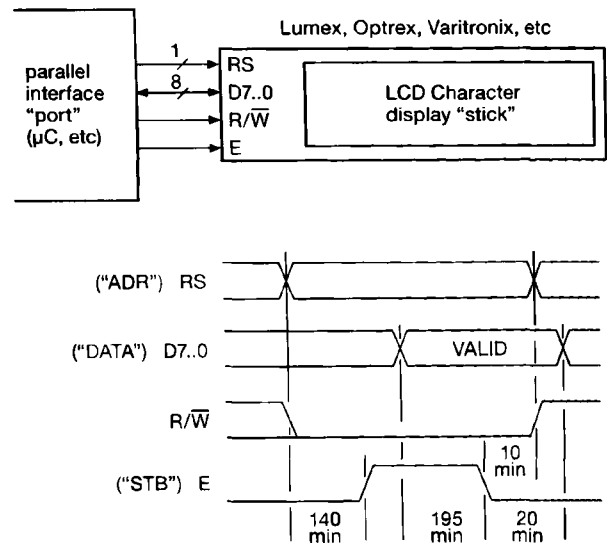 Lumex, Optrex, Varitronix, etc
parallel
interface
“port”
(μC, etc)
1
8
RS
D7..0
R/W̅
E
LCD Character
display “stick”
(“ADR”) RS
(“DATA”) D7..0
VALID
R/W̅
10
min
(“STB”) E
140
min
195
min
20
min